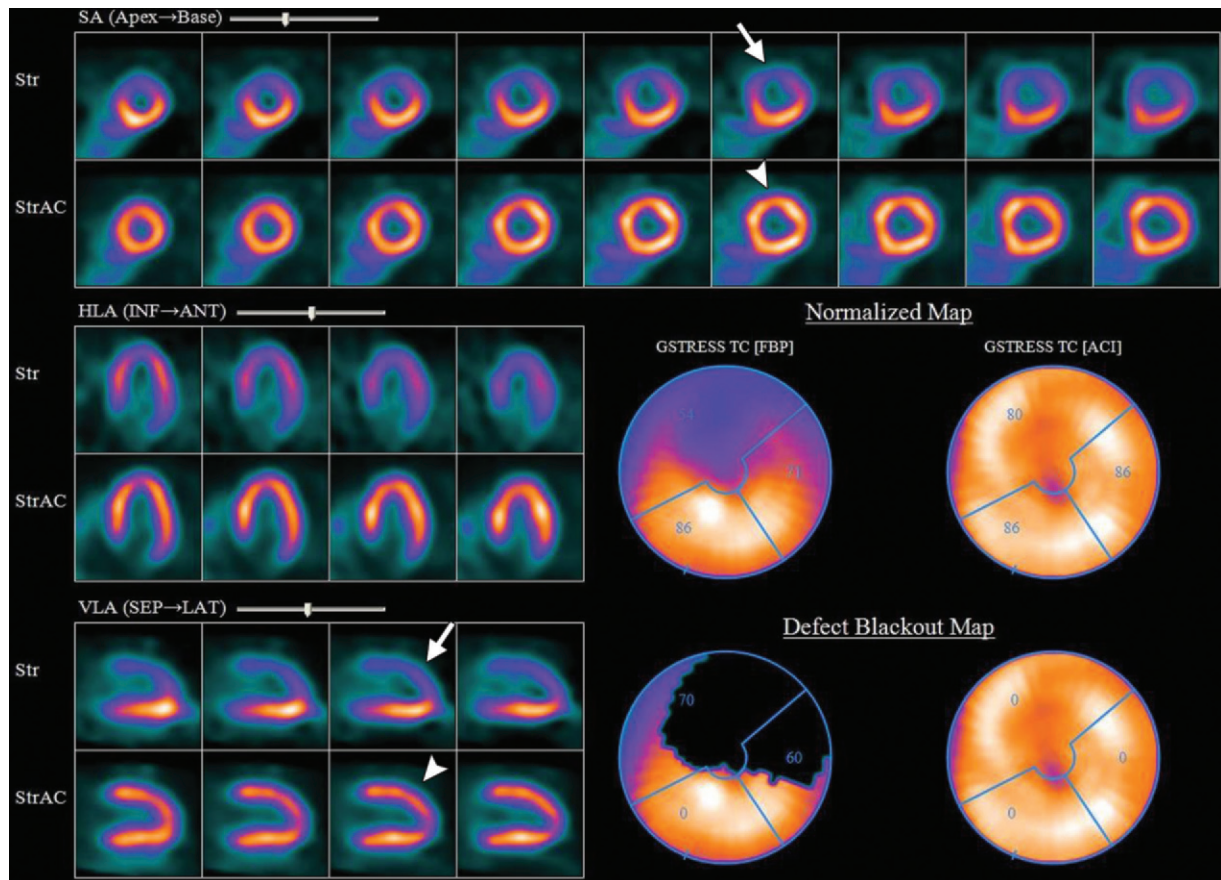 SA (Apex→Base)
Str
StrAC
HLA (INF→ANT)
Str
StrAC
Normalized Map
GSTRESS TC [FBP]
GSTRESS TC [ACI]
54
71
86
80
86
86
VLA (SEP→LAT)
Str
StrAC
Defect Blackout Map
70
60
0
0
0
0